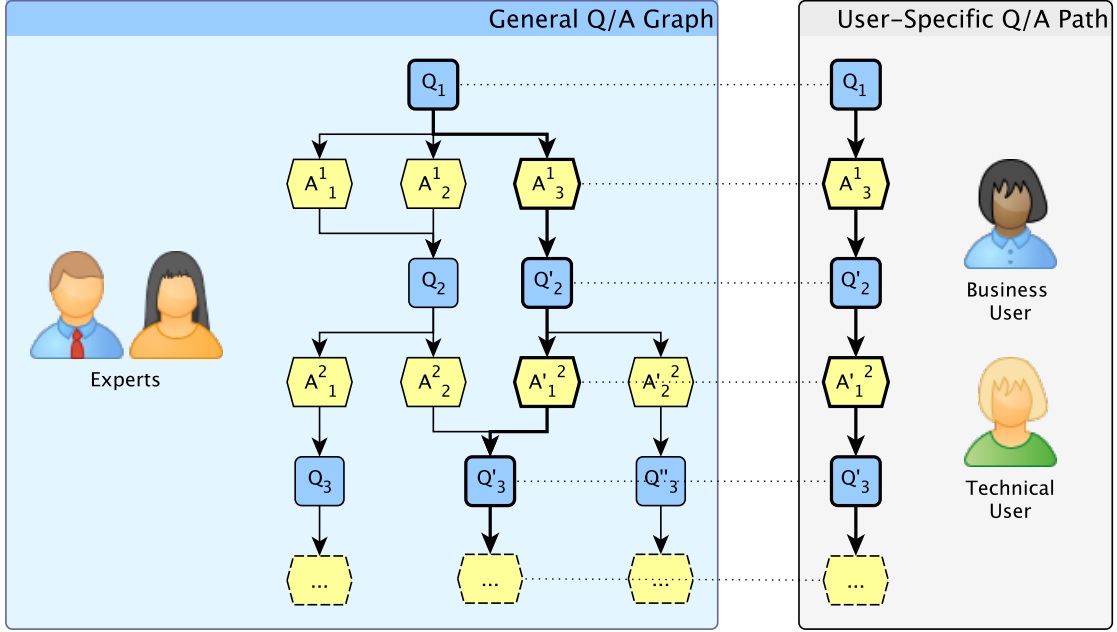 General Q/A Graph
User-Specific Q/A Path
Q1
Q1
A11 A12 A13
A13
Q2 Q'2
Q'2
Experts
Business
User
A21 A22 A'12 A'22
A'12
Q3 Q'3 Q''3
Q'3
Technical
User
... ... ...
...